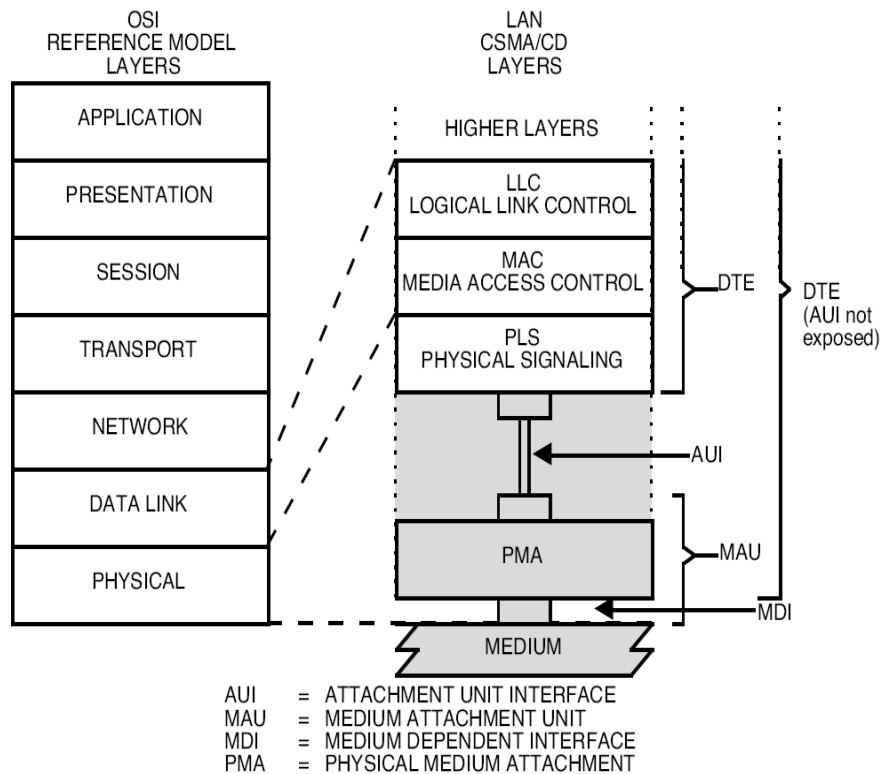 OSI
REFERENCE MODEL
LAYERS
APPLICATION
PRESENTATION
SESSION
TRANSPORT
NETWORK
DATA LINK
PHYSICAL
LAN
CSMA/CD
LAYERS
HIGHER LAYERS
LLC
LOGICAL LINK CONTROL
MAC
MEDIA ACCESS CONTROL
PLS
PHYSICAL SIGNALING
PMA
MEDIUM
DTE
DTE
(AUI not
exposed)
AUI
MAU
MDI
AUI = ATTACHMENT UNIT INTERFACE
MAU = MEDIUM ATTACHMENT UNIT
MDI = MEDIUM DEPENDENT INTERFACE
PMA = PHYSICAL MEDIUM ATTACHMENT